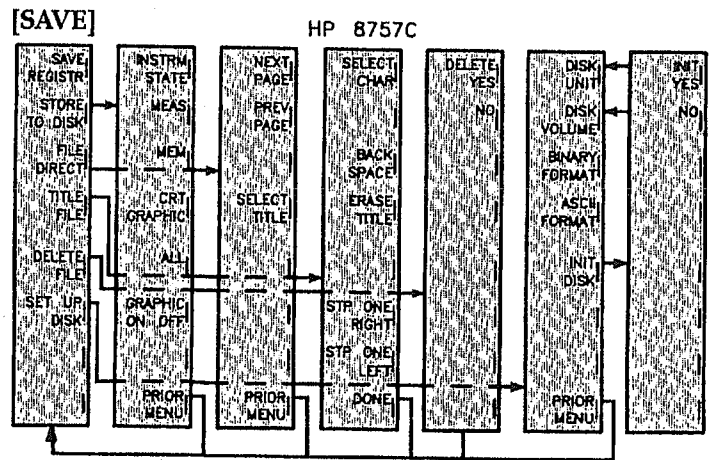 [SAVE]
HP 8757C
SAVE
REGISTR
STORE
TO DISK
FILE
DIRECT
TITLE
FILE
DELETE
FILE
SET UP
DISK
INSTRM
STATE
MEAS
MEM
CRT
GRAPHIC
ALL
GRAPHIC
ON OFF
PRIOR
MENU
NEXT
PAGE
PREV
PAGE
SELECT
TITLE
PRIOR
MENU
SELECT
CHAR
BACK
SPACE
ERASE
TITLE
STP ONE
RIGHT
STP ONE
LEFT
DONE
DELETE
YES
NO
DISK
UNIT
DISK
VOLUME
BINARY
FORMAT
ASCII
FORMAT
INIT
DISK
PRIOR
MENU
INIT
YES
NO